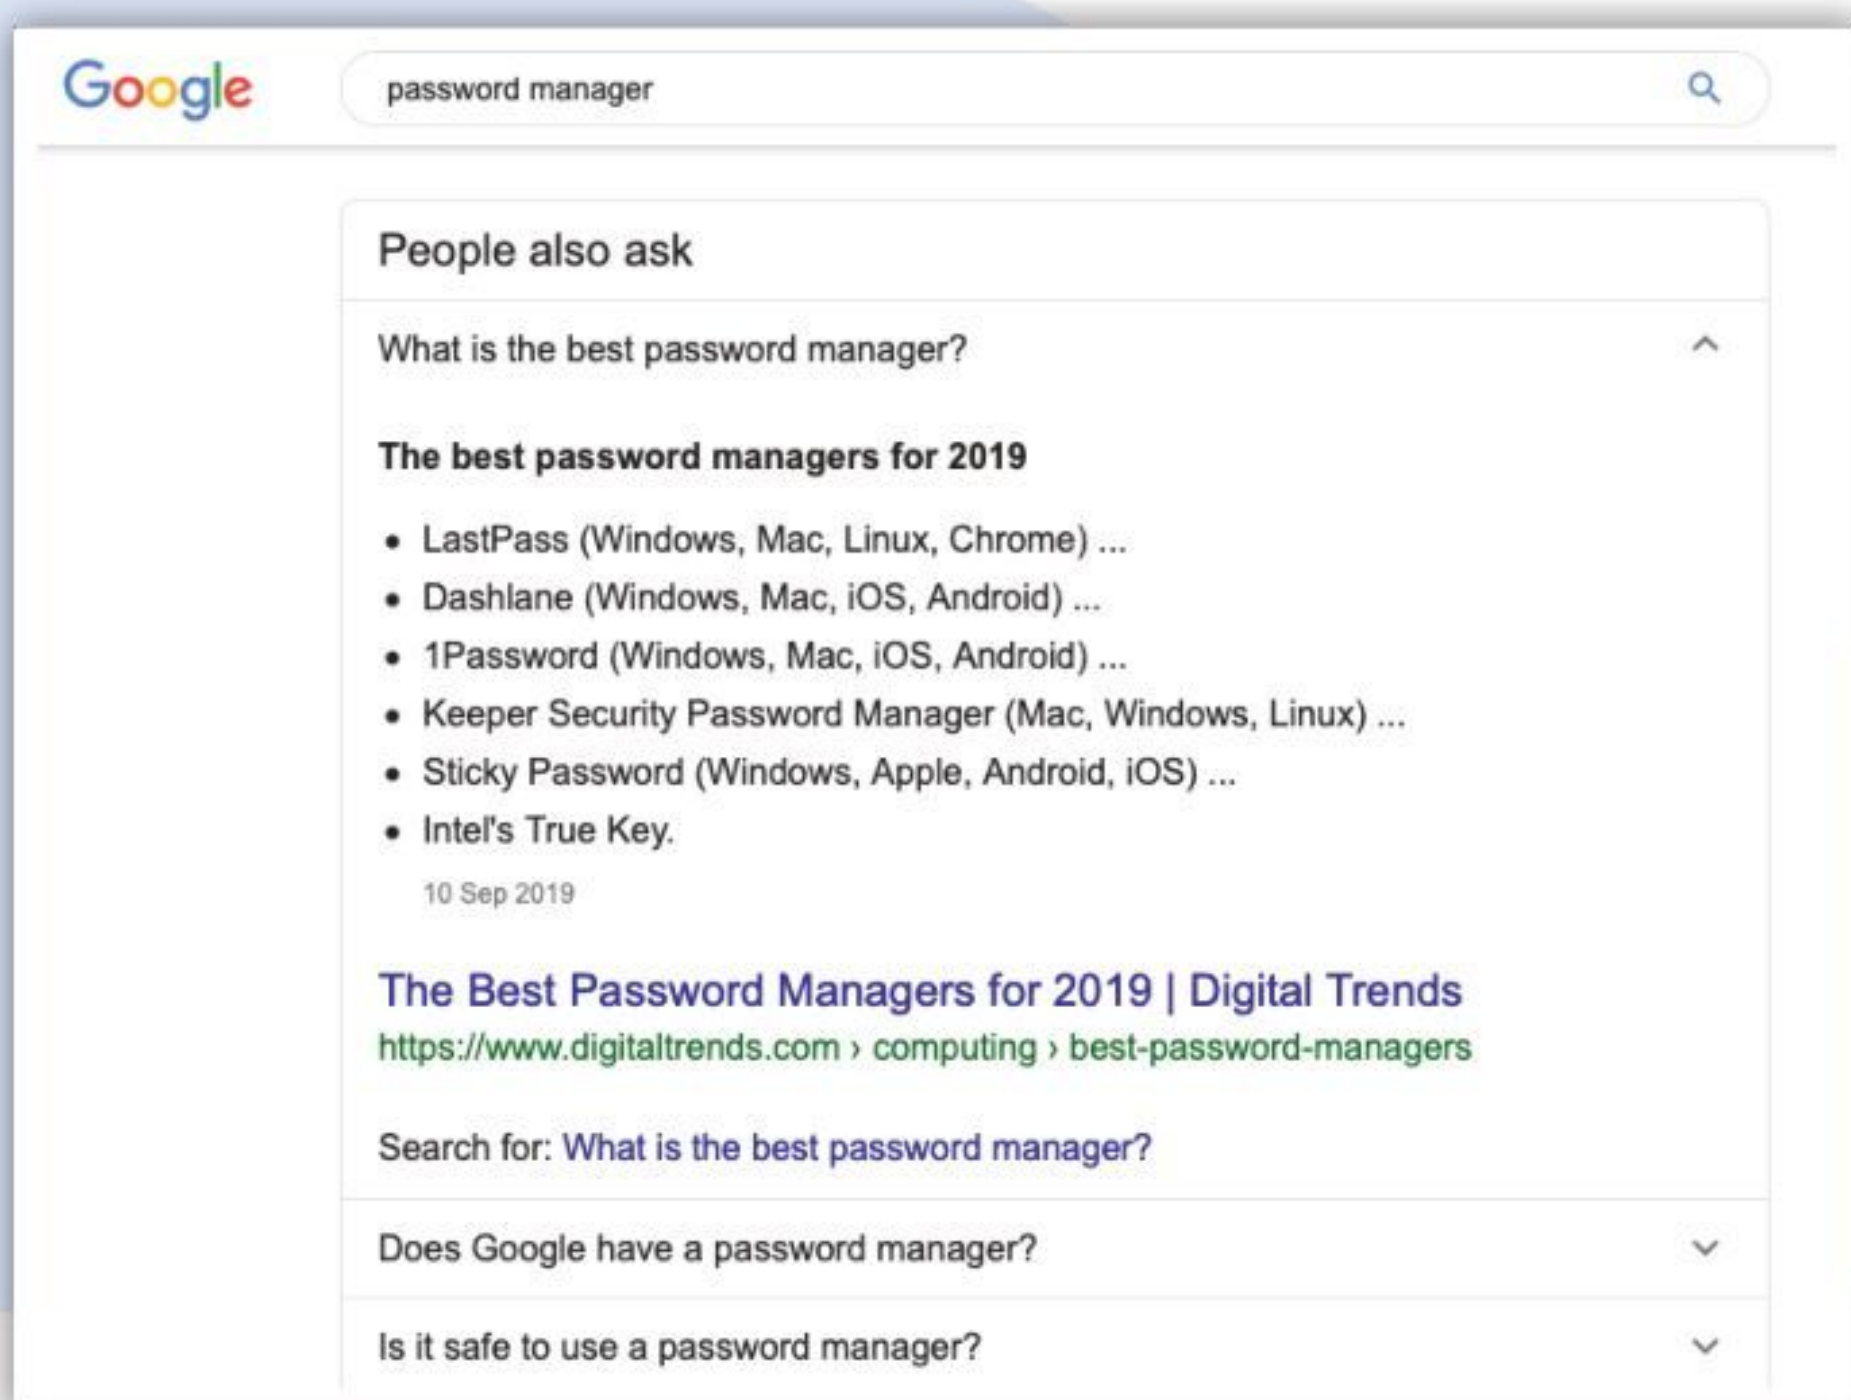 Google
password manager
People also ask
What is the best password manager?
The best password managers for 2019
• LastPass (Windows, Mac, Linux, Chrome) ...
• Dashlane (Windows, Mac, iOS, Android) ...
• 1Password (Windows, Mac, iOS, Android) ...
• Keeper Security Password Manager (Mac, Windows, Linux) ...
• Sticky Password (Windows, Apple, Android, iOS) ...
• Intel's True Key.
10 Sep 2019
The Best Password Managers for 2019 | Digital Trends
https://www.digitaltrends.com › computing › best-password-managers
Search for: What is the best password manager?
Does Google have a password manager?
Is it safe to use a password manager?